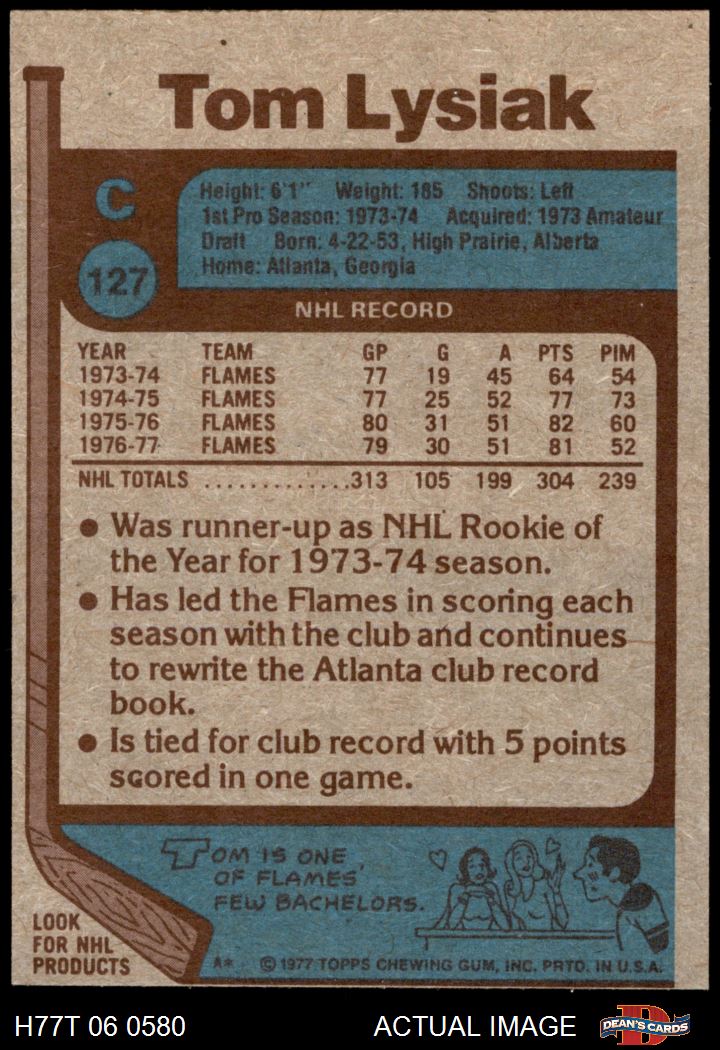 Tom Lysiak
C
127
Height: 6'1" Weight: 185 Shoots: Left
1st Pro Season: 1973-74 Acquired: 1973 Amateur
Draft Born: 4-22-53, High Prairie, Alberta
Home: Atlanta, Georgia
NHL RECORD
YEAR TEAM GP G A PTS PIM
1973-74 FLAMES 77 19 45 64 54
1974-75 FLAMES 77 25 52 77 73
1975-76 FLAMES 80 31 51 82 60
1976-77 FLAMES 79 30 51 81 52
NHL TOTALS .............313 105 199 304 239
● Was runner-up as NHL Rookie of
the Year for 1973-74 season.
● Has led the Flames in scoring each
season with the club and continues
to rewrite the Atlanta club record
book.
● Is tied for club record with 5 points
scored in one game.
TOM IS ONE
OF FLAMES'
FEW BACHELORS.
LOOK
FOR NHL
PRODUCTS
A* © 1977 TOPPS CHEWING GUM, INC. PRTD. IN U.S.A.
H77T 06 0580 ACTUAL IMAGE D DEAN'S CARDS